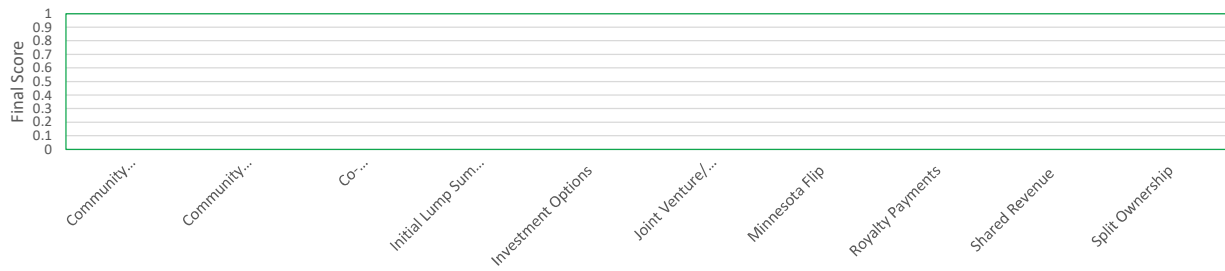 Final Score
1
0.9
0.8
0.7
0.6
0.5
0.4
0.3
0.2
0.1
0
Community...
Community...
Co-...
Initial Lump Sum...
Investment Options
Joint Venture/...
Minnesota Flip
Royalty Payments
Shared Revenue
Split Ownership